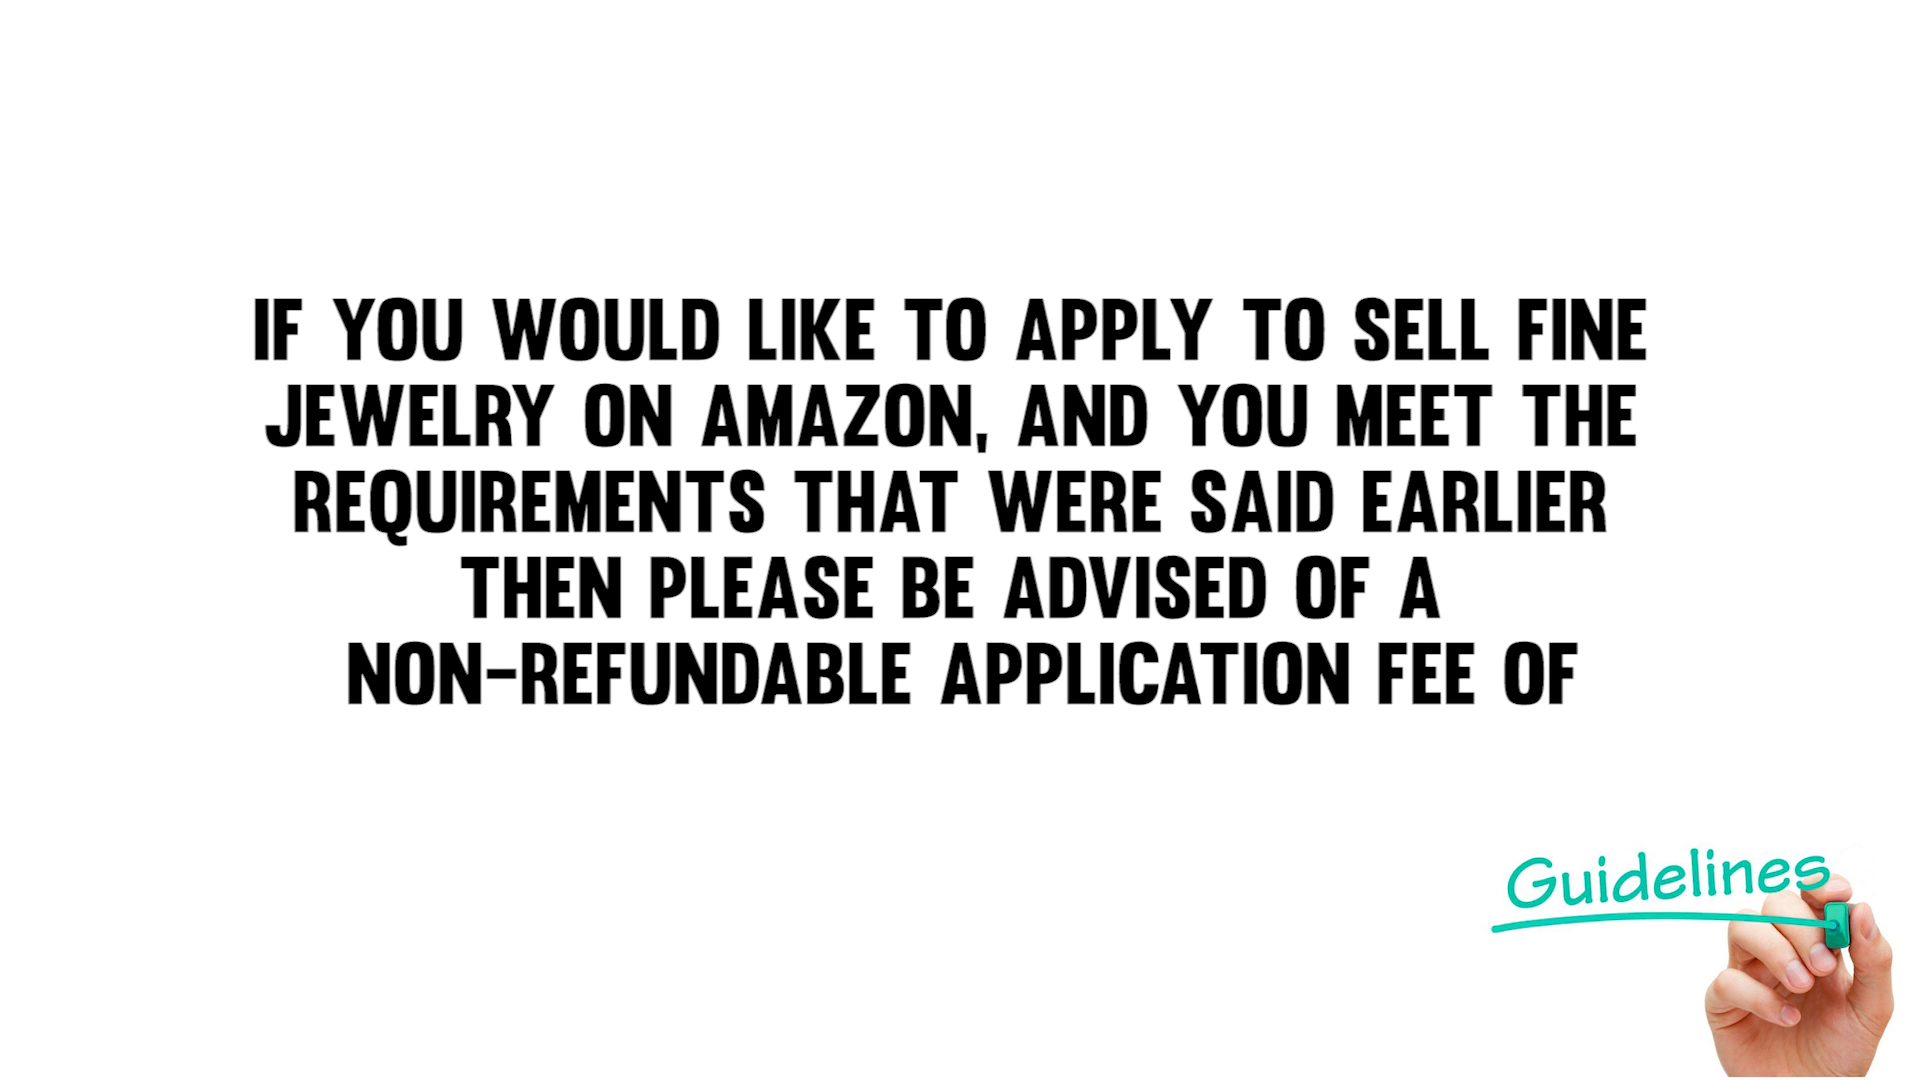 IF YOU WOULD LIKE TO APPLY TO SELL FINE
JEWELRY ON AMAZON, AND YOU MEET THE
REQUIREMENTS THAT WERE SAID EARLIER
THEN PLEASE BE ADVISED OF A
NON-REFUNDABLE APPLICATION FEE OF
Guidelines